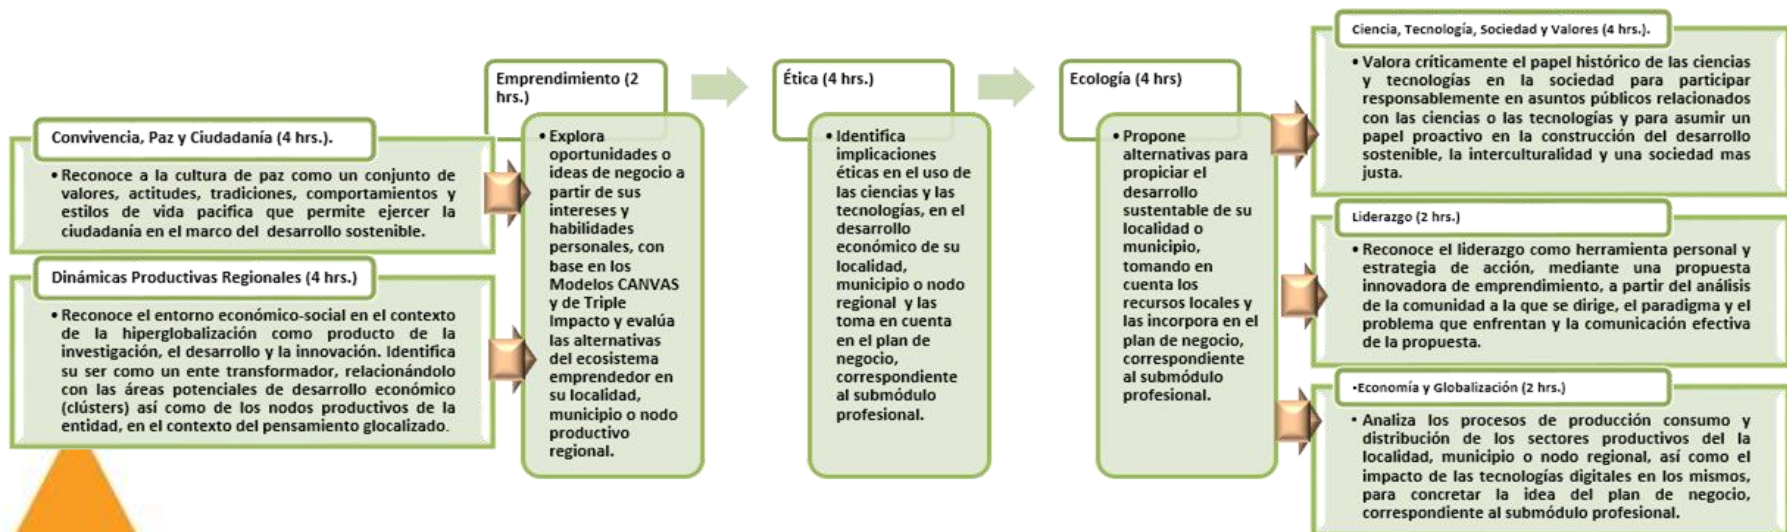 Convivencia, Paz y Ciudadanía (4 hrs.).
• Reconoce a la cultura de paz como un conjunto de
valores, actitudes, tradiciones, comportamientos y
estilos de vida pacifica que permite ejercer la
ciudadanía en el marco del desarrollo sostenible.
Dinámicas Productivas Regionales (4 hrs.)
• Reconoce el entorno económico-social en el contexto
de la hiperglobalización como producto de la
investigación, el desarrollo y la innovación. Identifica
su ser como un ente transformador, relacionándolo
con las áreas potenciales de desarrollo económico
(clústers) así como de los nodos productivos de la
entidad, en el contexto del pensamiento glocalizado.
Emprendimiento (2
hrs.)
• Explora
oportunidades o
ideas de negocio a
partir de sus
intereses y
habilidades
personales, con
base en los
Modelos CANVAS
y de Triple
Impacto y evalúa
las alternativas
del ecosistema
emprendedor en
su localidad,
municipio o nodo
productivo
regional.
Ética (4 hrs.)
• Identifica
implicaciones
éticas en el uso de
las ciencias y las
tecnologías, en el
desarrollo
económico de su
localidad,
municipio o nodo
regional y las
toma en cuenta
en el plan de
negocio,
correspondiente
al submódulo
profesional.
Ecología (4 hrs)
• Propone
alternativas para
propiciar el
desarrollo
sustentable de su
localidad o
municipio,
tomando en
cuenta los
recursos locales y
las incorpora en el
plan de negocio,
correspondiente
al submódulo
profesional.
Ciencia, Tecnología, Sociedad y Valores (4 hrs.).
• Valora críticamente el papel histórico de las ciencias
y tecnologías en la sociedad para participar
responsablemente en asuntos públicos relacionados
con las ciencias o las tecnologías y para asumir un
papel proactivo en la construcción del desarrollo
sostenible, la interculturalidad y una sociedad mas
justa.
Liderazgo (2 hrs.)
• Reconoce el liderazgo como herramienta personal y
estrategia de acción, mediante una propuesta
innovadora de emprendimiento, a partir del análisis
de la comunidad a la que se dirige, el paradigma y el
problema que enfrentan y la comunicación efectiva
de la propuesta.
•Economía y Globalización (2 hrs.)
• Analiza los procesos de producción consumo y
distribución de los sectores productivos del la
localidad, municipio o nodo regional, así como el
impacto de las tecnologías digitales en los mismos,
para concretar la idea del plan de negocio,
correspondiente al submódulo profesional.